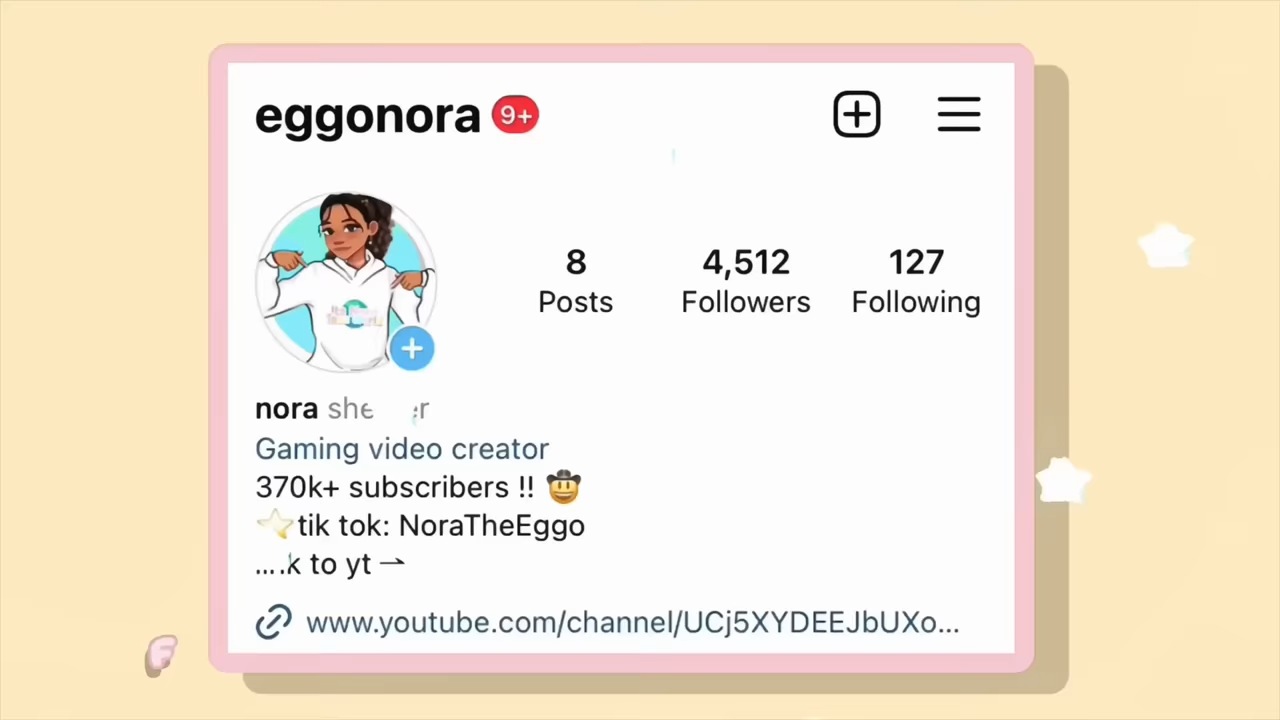 eggonora 9+
8 4,512 127
Posts Followers Following
nora she
Gaming video creator
370k+ subscribers !! 🤠
⭐tik tok: NoraTheEggo
....k to yt ⇀
www.youtube.com/channel/UCj5XYDEEJbUXo...
F